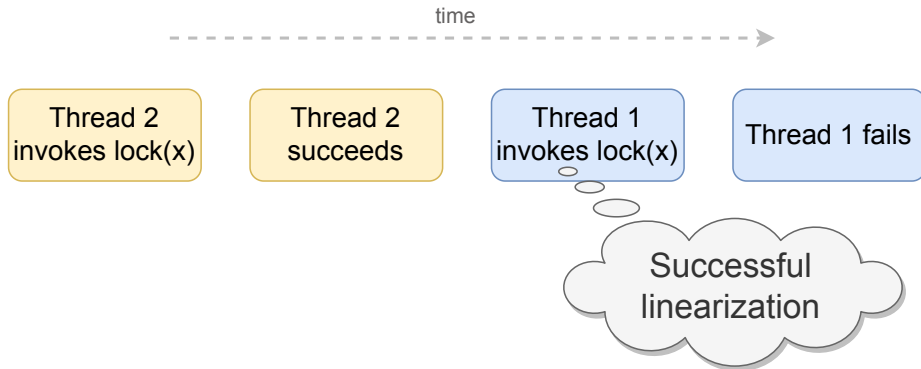 time
Thread 2
invokes lock(x)
Thread 2
succeeds
Thread 1
invokes lock(x)
Thread 1 fails
Successful
linearization